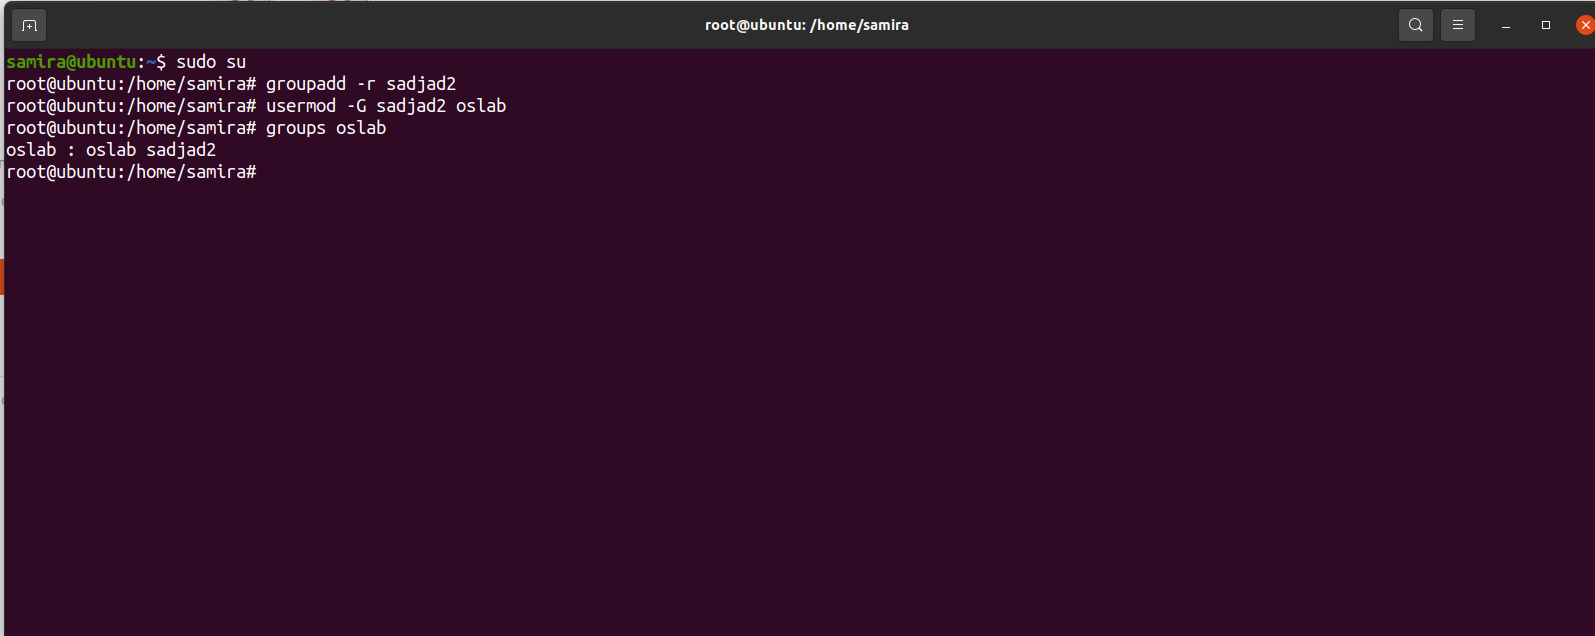 root@ubuntu: /home/samira
samira@ubuntu:~$ sudo su
root@ubuntu:/home/samira# groupadd -r sadjad2
root@ubuntu:/home/samira# usermod -G sadjad2 oslab
root@ubuntu:/home/samira# groups oslab
oslab : oslab sadjad2
root@ubuntu:/home/samira#